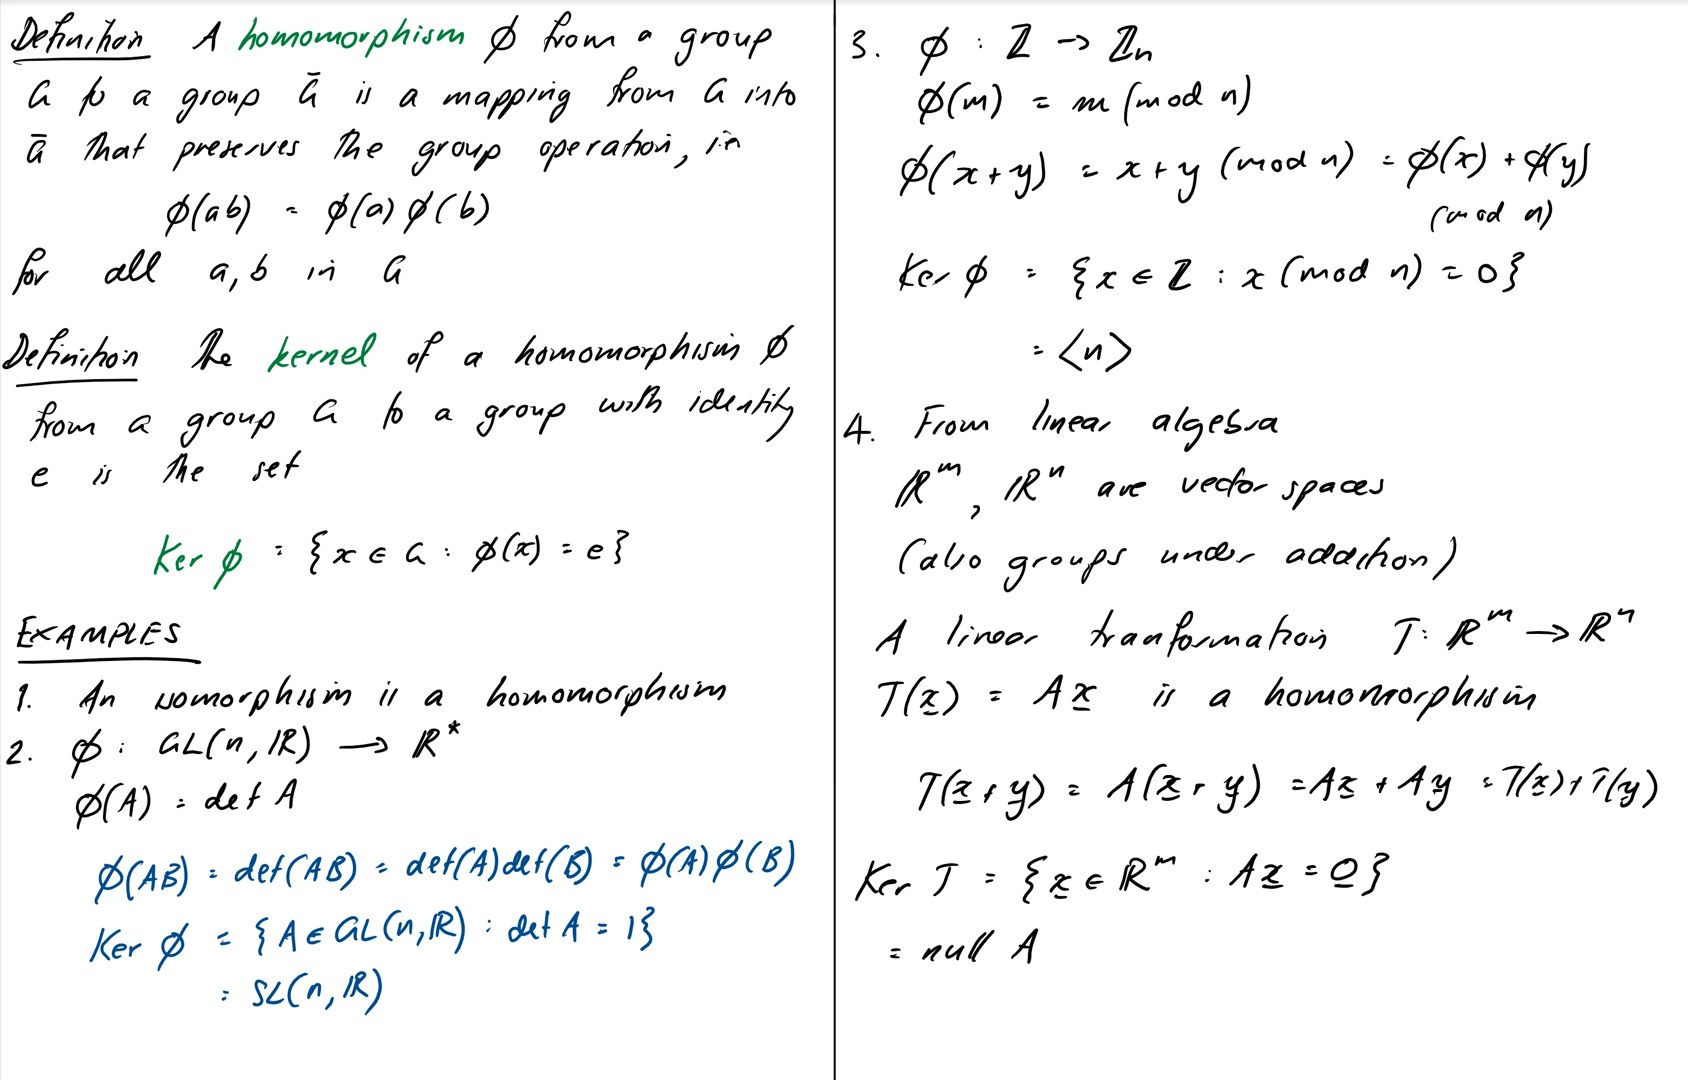 Definition A homomorphism ϕ from a group
G to a group Ḡ is a mapping from G into
Ḡ that preserves the group operation, in
ϕ(ab) = ϕ(a) ϕ(b)
for all a, b in G
Definition The kernel of a homomorphism ϕ
from a group G to a group with identity
e is the set
Ker ϕ = {x ∈ G : ϕ(x) = e}
EXAMPLES
1. An isomorphism is a homomorphism
2. ϕ : GL(n, ℝ) → ℝ*
ϕ(A) = det A
ϕ(AB) = det(AB) = det(A)det(B) = ϕ(A)ϕ(B)
Ker ϕ = {A ∈ GL(n, ℝ) : det A = 1}
= SL(n, ℝ)
3. ϕ : ℤ → ℤn
ϕ(m) = m (mod n)
ϕ(x+y) = x + y (mod n) = ϕ(x) + ϕ(y)
(mod n)
Ker ϕ = {x ∈ ℤ : x (mod n) = 0}
= <n>
4. From linear algebra
ℝᵐ, ℝⁿ are vector spaces
(also groups under addition)
A linear tranformation T: ℝᵐ → ℝⁿ
T(x) = Ax is a homomorphism
T(x + y) = A(x + y) = Ax + Ay = T(x) + T(y)
Ker T = {x ∈ ℝᵐ : Ax = 0}
= null A